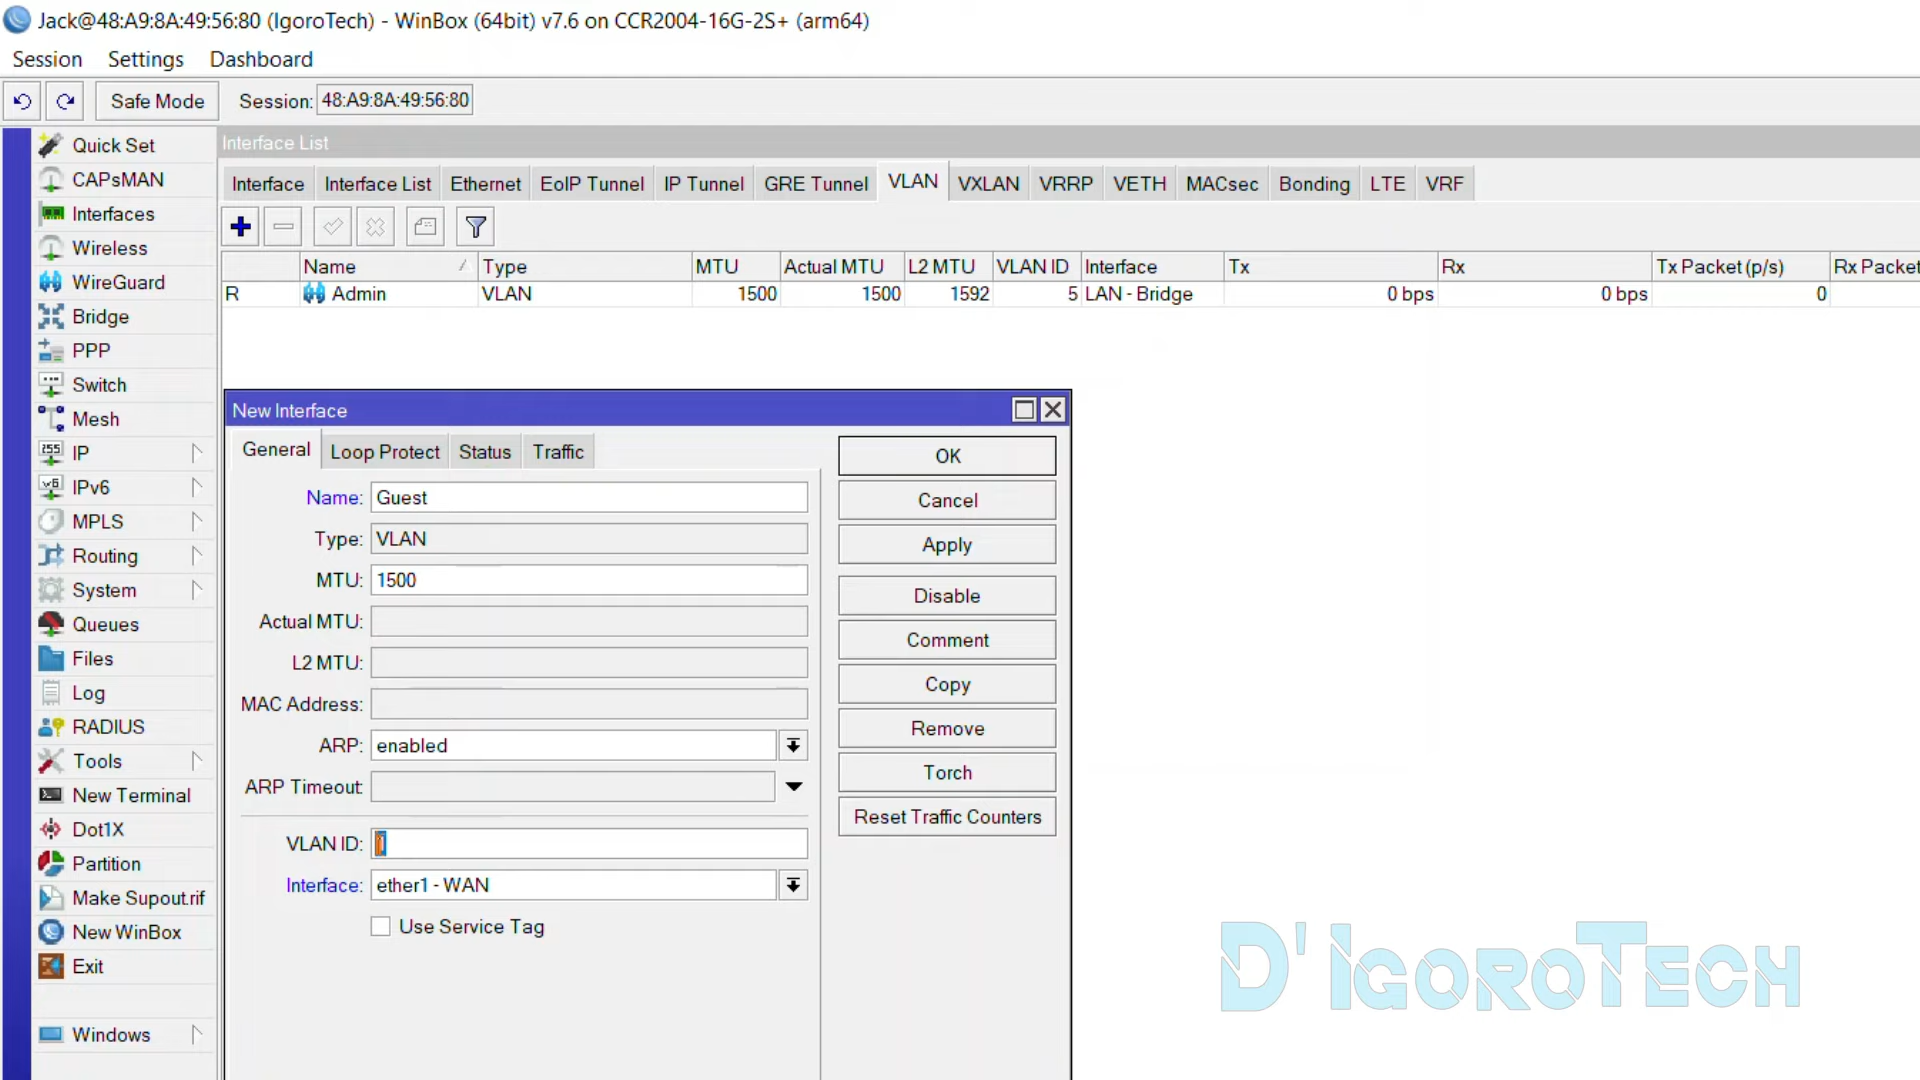 Jack@48:A9:8A:49:56:80 (IgoroTech) - WinBox (64bit) v7.6 on CCR2004-16G-2S+ (arm64)
Session Settings Dashboard
Safe Mode Session: 48:A9:8A:49:56:80
Quick Set
CAPsMAN
Interfaces
Wireless
WireGuard
Bridge
PPP
Switch
Mesh
IP
IPv6
MPLS
Routing
System
Queues
Files
Log
RADIUS
Tools
New Terminal
Dot1X
Partition
Make Supout.rif
New WinBox
Exit
Windows
Interface List
Interface Interface List Ethernet EoIP Tunnel IP Tunnel GRE Tunnel VLAN VXLAN VRRP VETH MACsec Bonding LTE VRF
Name Type MTU Actual MTU L2 MTU VLAN ID Interface Tx Rx Tx Packet (p/s) Rx Packet
R Admin VLAN 1500 1500 1592 5 LAN - Bridge 0 bps 0 bps 0
New Interface
General Loop Protect Status Traffic
Name: Guest
Type: VLAN
MTU: 1500
Actual MTU:
L2 MTU:
MAC Address:
ARP: enabled
ARP Timeout:
VLAN ID:
Interface: ether1 - WAN
Use Service Tag
OK
Cancel
Apply
Disable
Comment
Copy
Remove
Torch
Reset Traffic Counters
D'IgoroTech